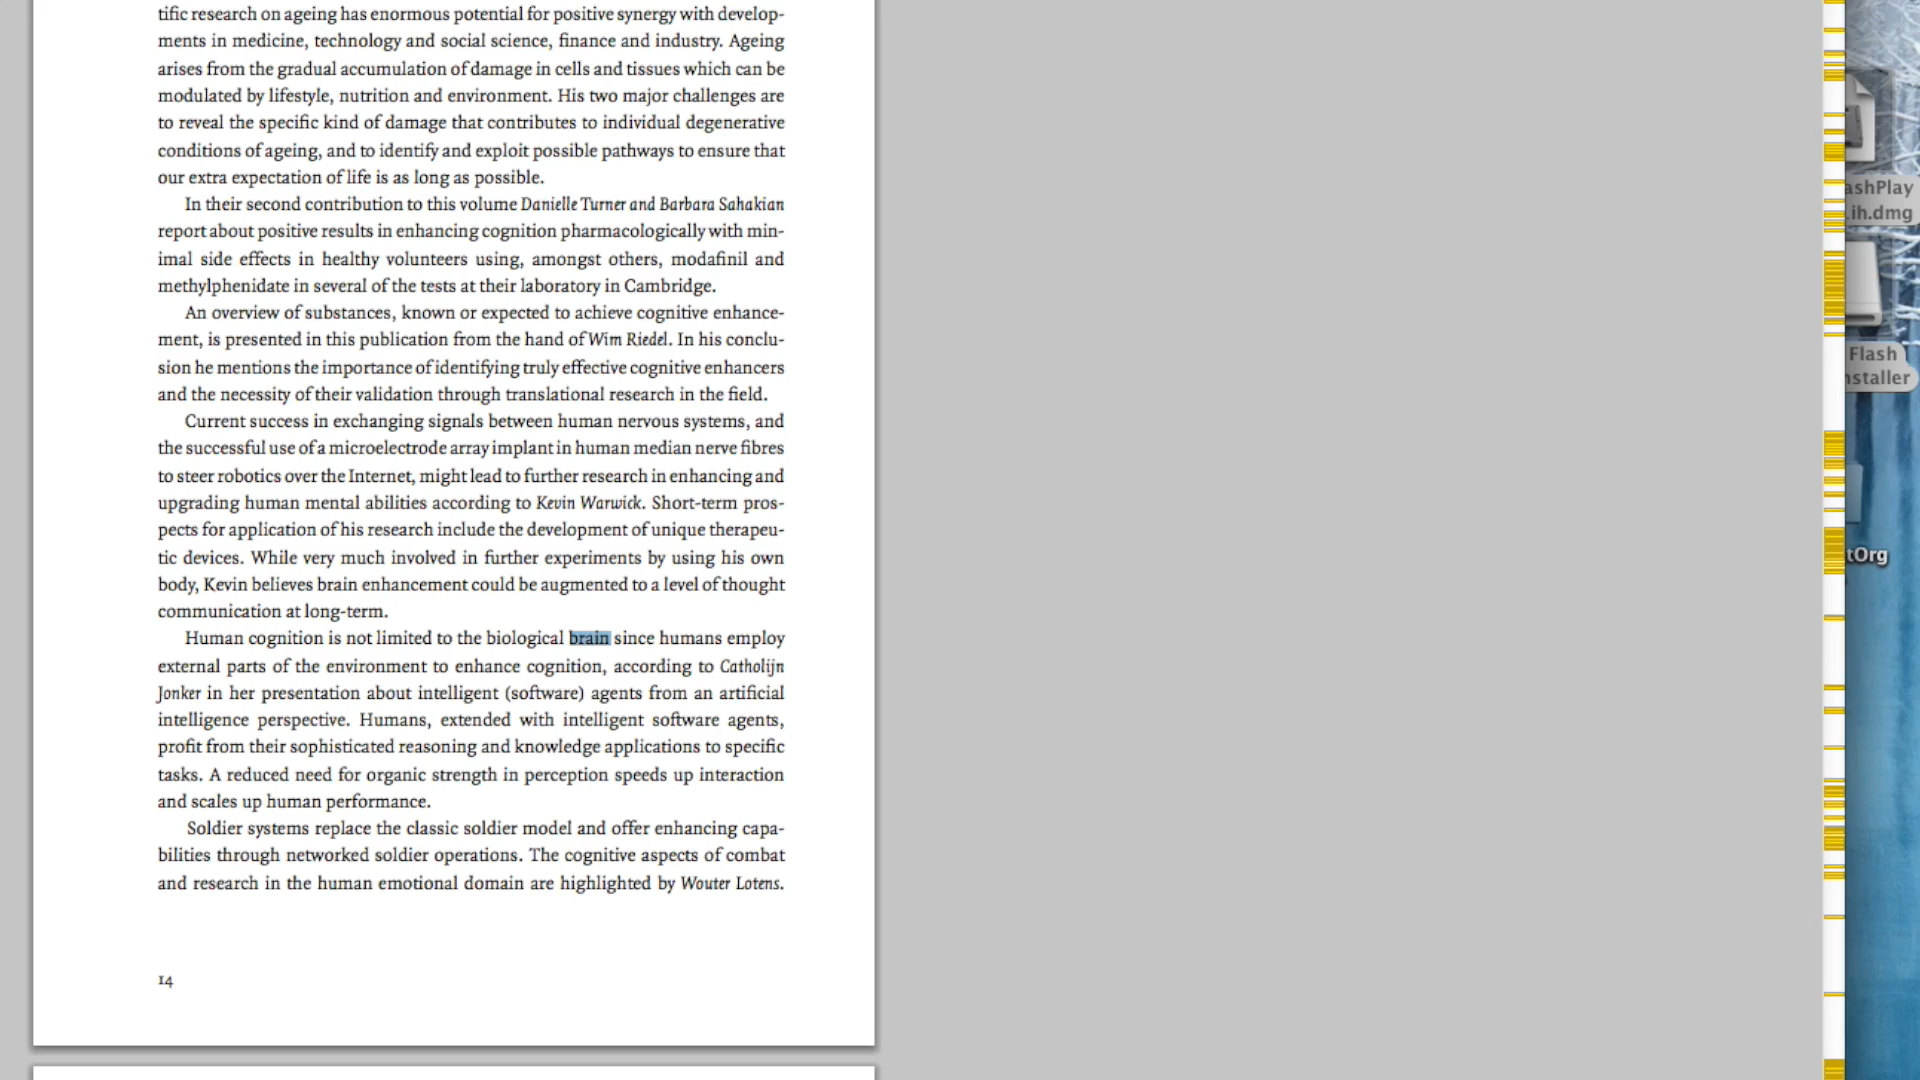 tific research on ageing has enormous potential for positive synergy with develop-
ments in medicine, technology and social science, finance and industry. Ageing
arises from the gradual accumulation of damage in cells and tissues which can be
modulated by lifestyle, nutrition and environment. His two major challenges are
to reveal the specific kind of damage that contributes to individual degenerative
conditions of ageing, and to identify and exploit possible pathways to ensure that
our extra expectation of life is as long as possible.
In their second contribution to this volume Danielle Turner and Barbara Sahakian
report about positive results in enhancing cognition pharmacologically with min-
imal side effects in healthy volunteers using, amongst others, modafinil and
methylphenidate in several of the tests at their laboratory in Cambridge.
An overview of substances, known or expected to achieve cognitive enhance-
ment, is presented in this publication from the hand of Wim Riedel. In his conclu-
sion he mentions the importance of identifying truly effective cognitive enhancers
and the necessity of their validation through translational research in the field.
Current success in exchanging signals between human nervous systems, and
the successful use of a microelectrode array implant in human median nerve fibres
to steer robotics over the Internet, might lead to further research in enhancing and
upgrading human mental abilities according to Kevin Warwick. Short-term pros-
pects for application of his research include the development of unique therapeu-
tic devices. While very much involved in further experiments by using his own
body, Kevin believes brain enhancement could be augmented to a level of thought
communication at long-term.
Human cognition is not limited to the biological brain since humans employ
external parts of the environment to enhance cognition, according to Catholijn
Jonker in her presentation about intelligent (software) agents from an artificial
intelligence perspective. Humans, extended with intelligent software agents,
profit from their sophisticated reasoning and knowledge applications to specific
tasks. A reduced need for organic strength in perception speeds up interaction
and scales up human performance.
Soldier systems replace the classic soldier model and offer enhancing capa-
bilities through networked soldier operations. The cognitive aspects of combat
and research in the human emotional domain are highlighted by Wouter Lotens.
14
ashPlay
ih.dmg
Flash
nstaller
tOrg